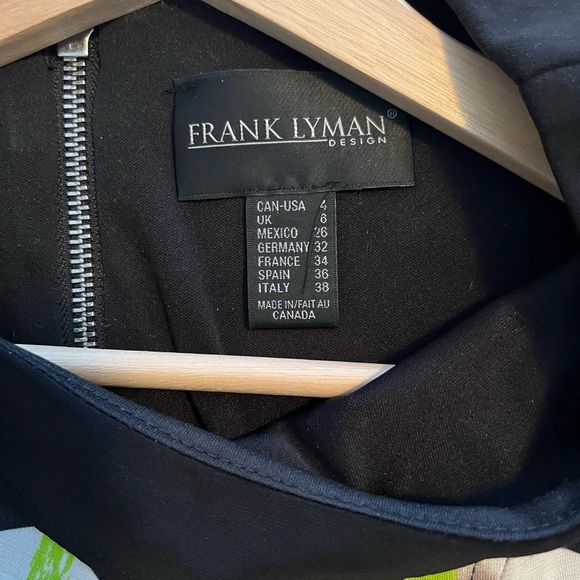 FRANK LYMAN®
DESIGN
CAN-USA 4
UK 6
MEXICO 26
GERMANY 32
FRANCE 34
SPAIN 36
ITALY 38
MADE IN/FAIT AU
CANADA